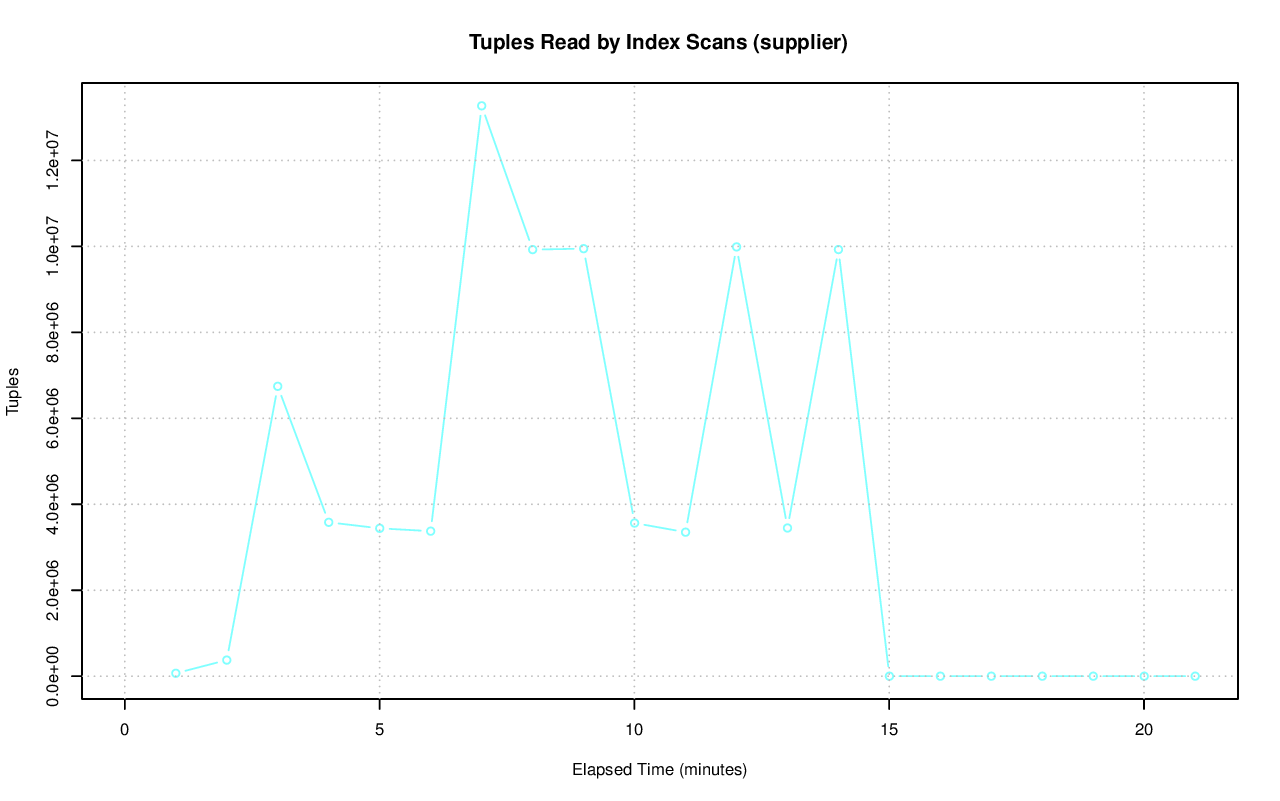 Tuples Read by Index Scans (supplier)
Tuples
1.2e+07
1.0e+07
8.0e+06
6.0e+06
4.0e+06
2.0e+06
0.0e+00
0 5 10 15 20
Elapsed Time (minutes)